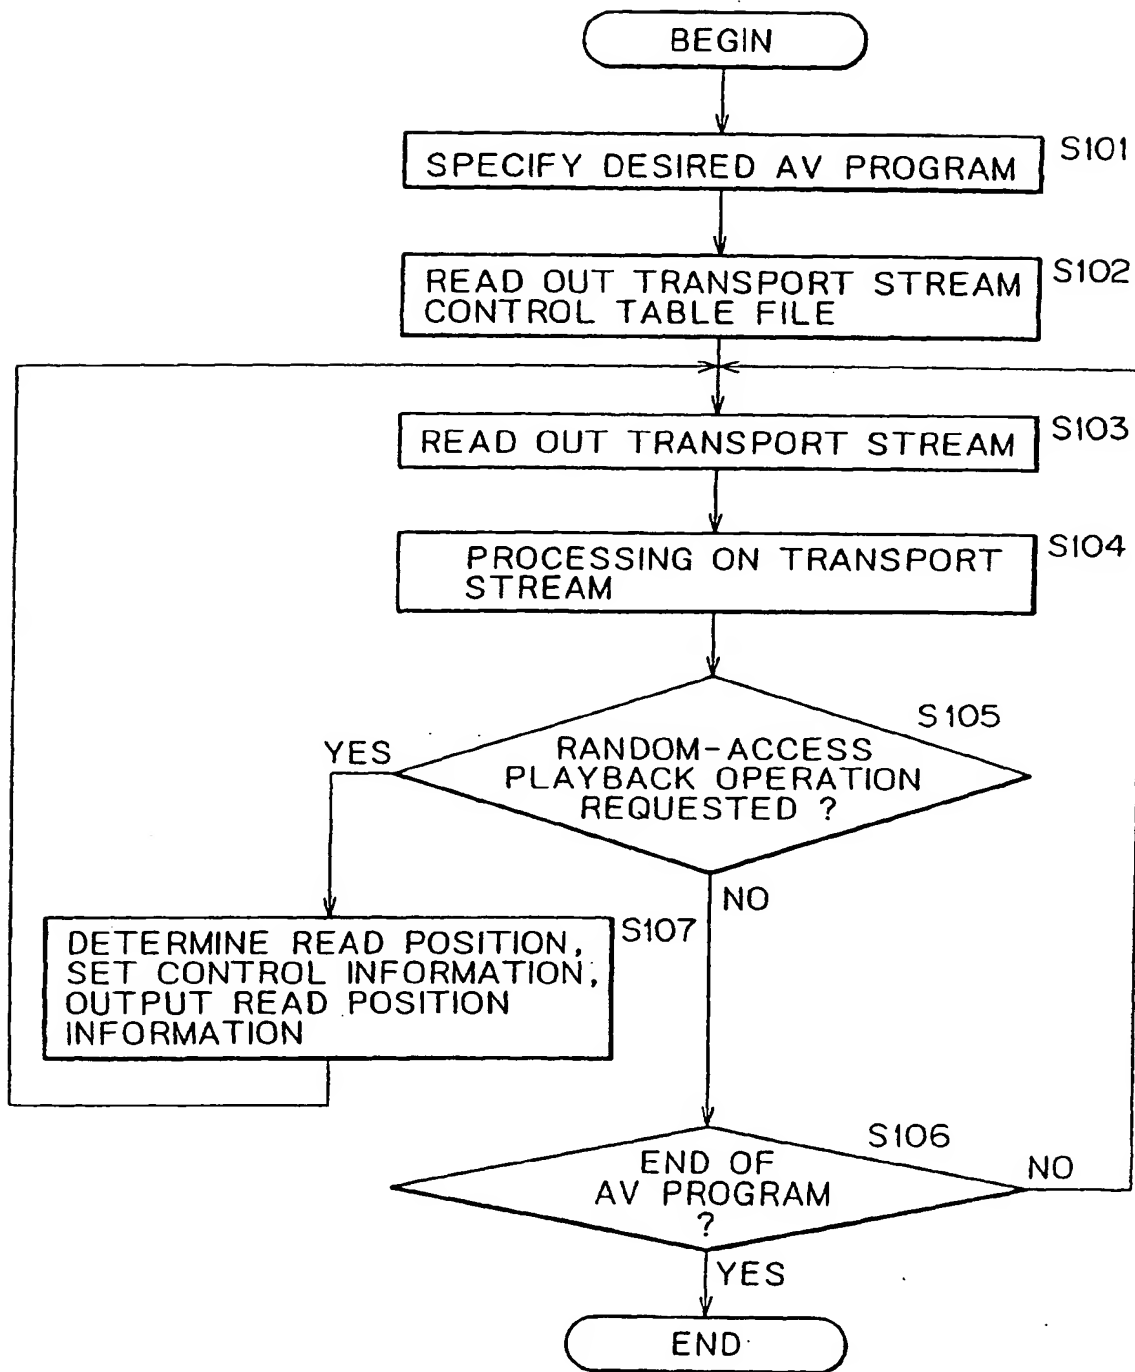 BEGIN
SPECIFY DESIRED AV PROGRAM
S101
READ OUT TRANSPORT STREAM
CONTROL TABLE FILE
S102
READ OUT TRANSPORT STREAM
S103
PROCESSING ON TRANSPORT
STREAM
S104
S105
RANDOM-ACCESS
PLAYBACK OPERATION
REQUESTED ?
YES
NO
S107
DETERMINE READ POSITION,
SET CONTROL INFORMATION,
OUTPUT READ POSITION
INFORMATION
S106
END OF
AV PROGRAM
?
NO
YES
END